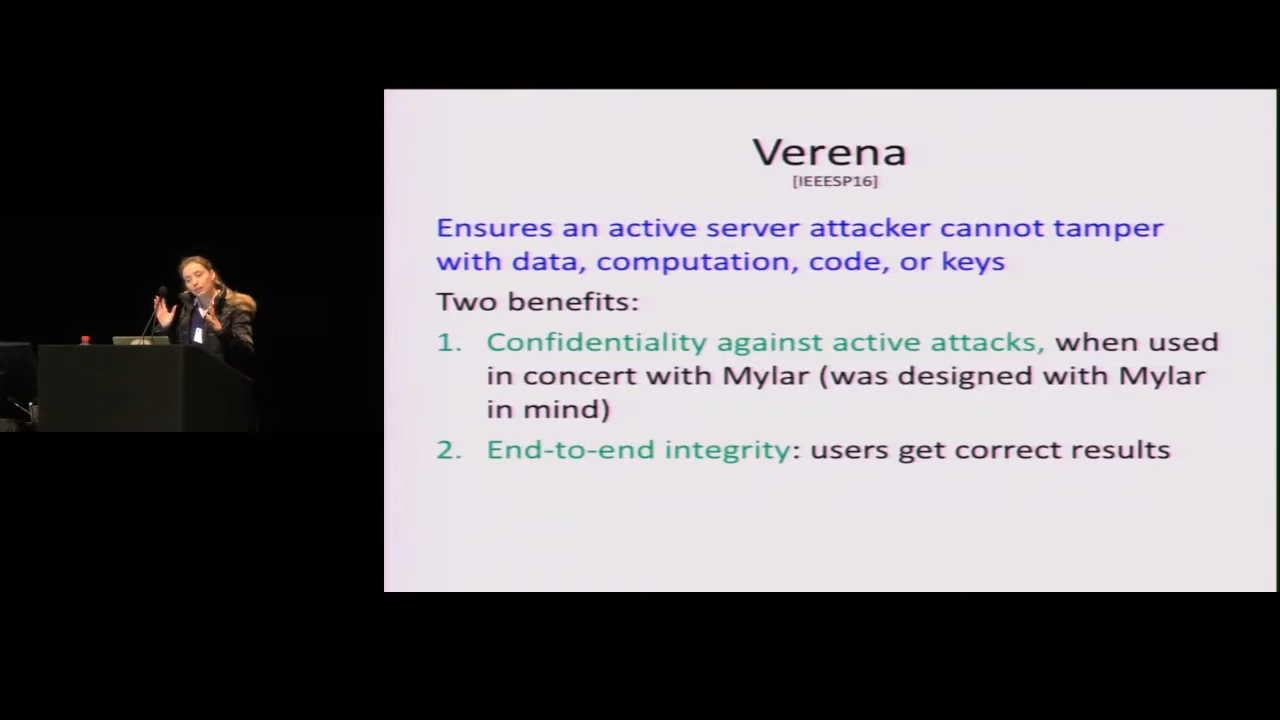 Verena
[IEEESP16]
Ensures an active server attacker cannot tamper
with data, computation, code, or keys
Two benefits:
1. Confidentiality against active attacks, when used
in concert with Mylar (was designed with Mylar
in mind)
2. End-to-end integrity: users get correct results